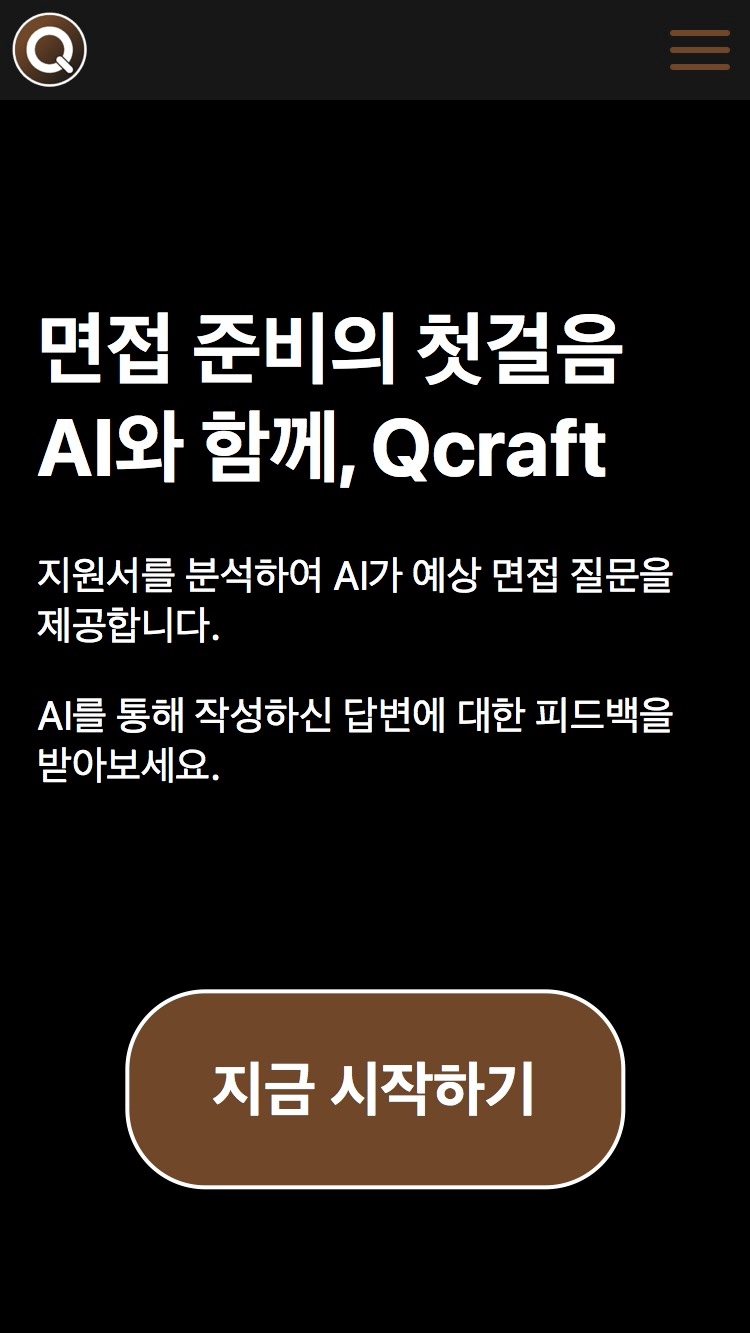 Q
면접 준비의 첫걸음
AI와 함께, Qcraft
지원서를 분석하여 AI가 예상 면접 질문을
제공합니다.
AI를 통해 작성하신 답변에 대한 피드백을
받아보세요.
지금 시작하기